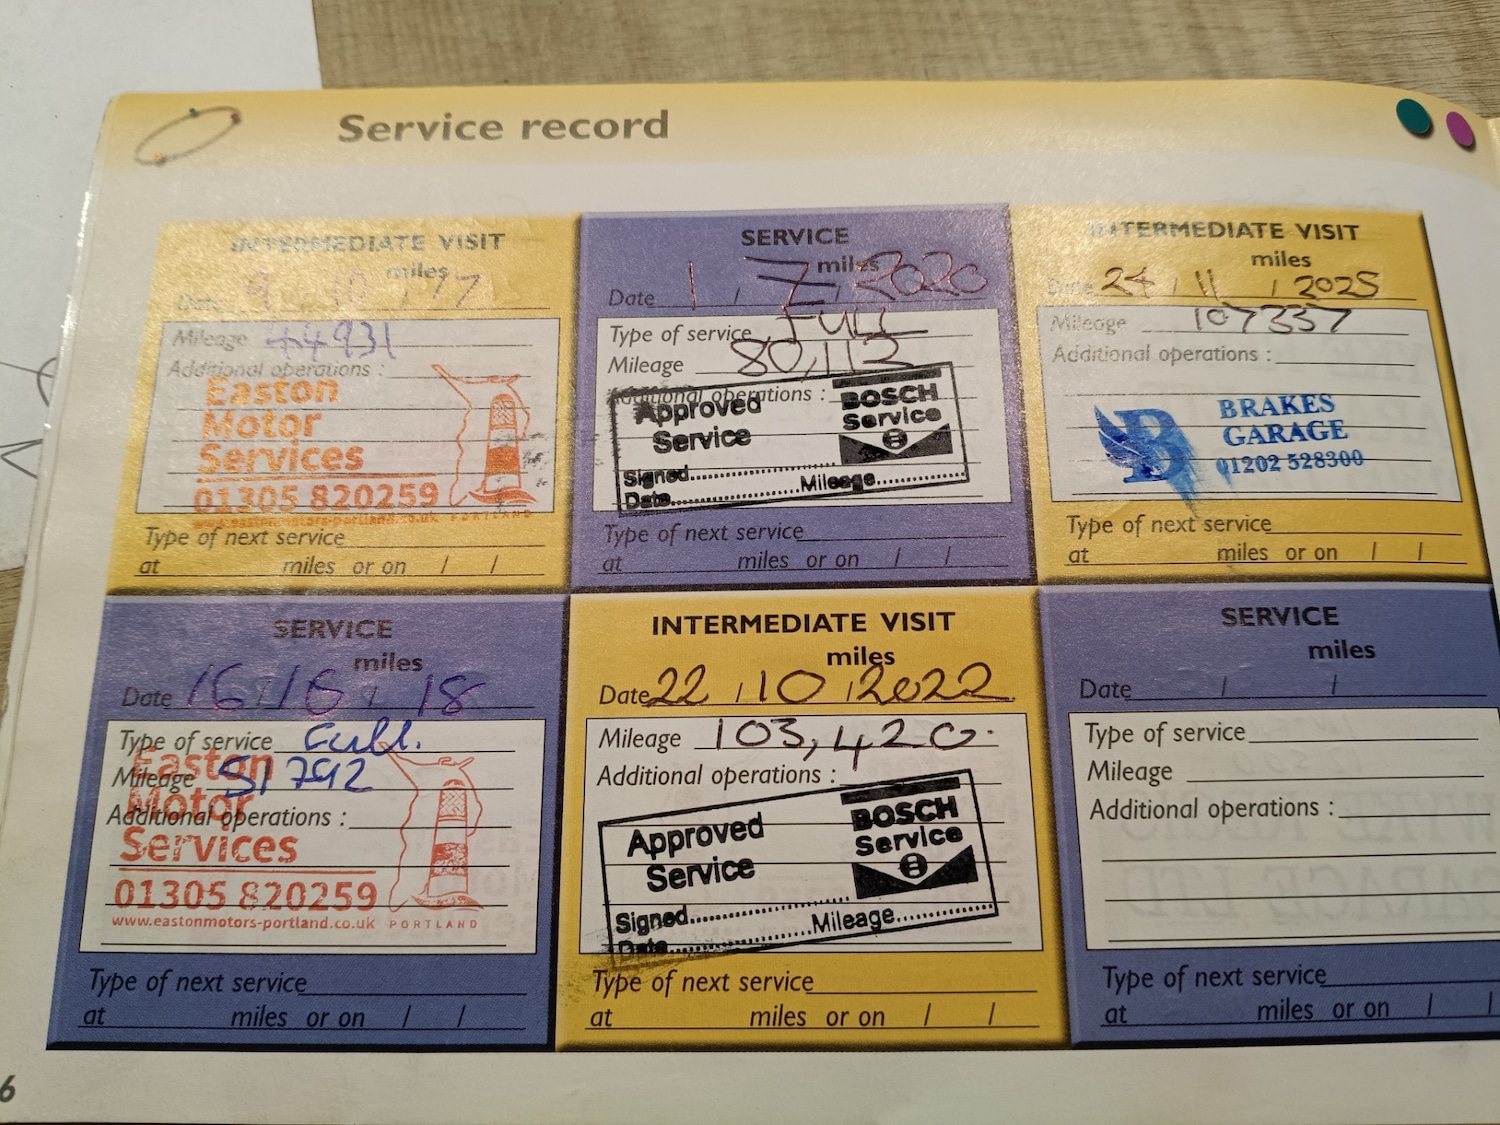 Service record
INTERMEDIATE VISIT
miles
Date 9 / 10 / 17
Mileage 44931
Additional operations :
Easton
Motor
Services
01305 820259
www.eastonmotors-portland.co.uk PORTLAND
Type of next service
at miles or on / /
SERVICE
miles
Date 1 / 7 / 2020
Type of service FULL
Mileage 80,113
Additional operations :
Approved
Service
BOSCH
Service
Signed
Date Mileage
Type of next service
at miles or on / /
INTERMEDIATE VISIT
miles
Date 24 / 11 / 2025
Mileage 107337
Additional operations :
B
BRAKES
GARAGE
01202 528300
Type of next service
at miles or on / /
SERVICE
miles
Date 16 / 10 / 18
Type of service Full.
Mileage 51792
Additional operations :
Easton
Motor
Services
01305 820259
www.eastonmotors-portland.co.uk PORTLAND
Type of next service
at miles or on / /
INTERMEDIATE VISIT
miles
Date 22 / 10 / 2022
Mileage 103,420.
Additional operations :
Approved
Service
BOSCH
Service
Signed
Date Mileage
Type of next service
at miles or on / /
SERVICE
miles
Date / /
Type of service
Mileage
Additional operations :
Type of next service
at miles or on / /
6